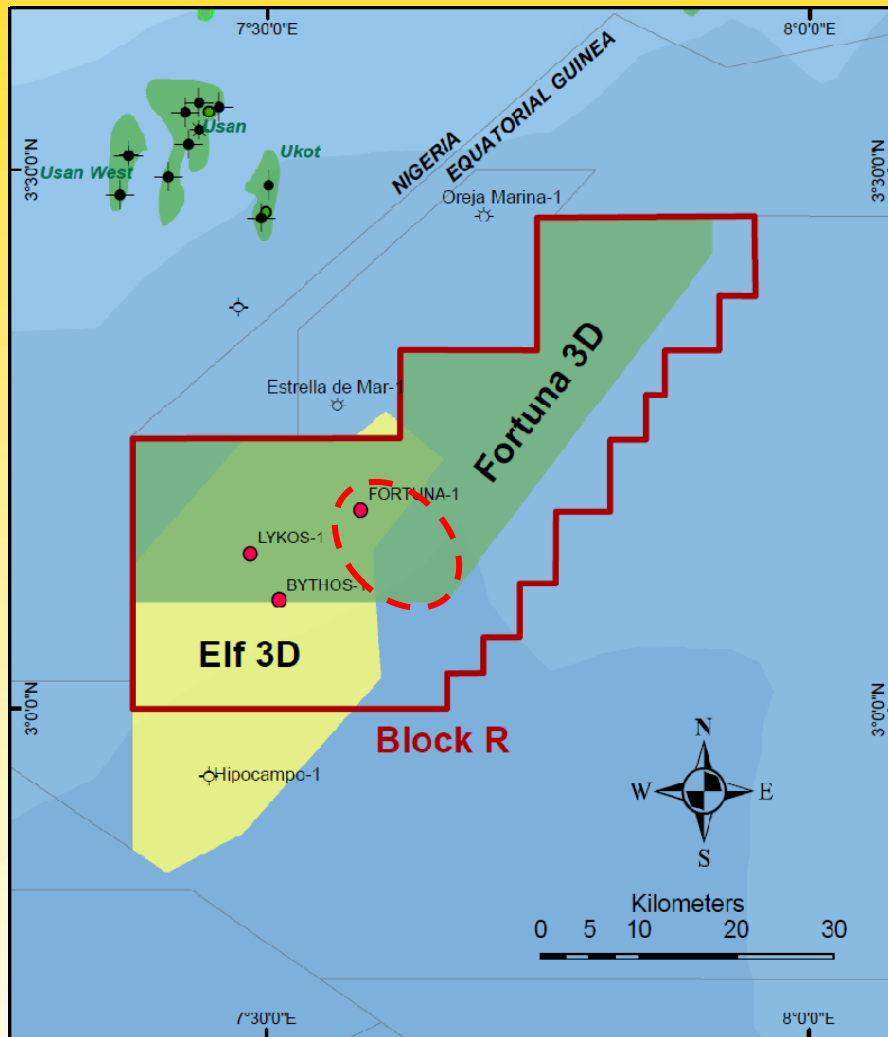 7°30'0"E
8°0'0"E
NIGERIA
EQUATORIAL GUINEA
Usan
Ukot
Usan West
3°30'0"N
3°30'0"N
Oreja Marina-1
Fortuna 3D
Estrella de Mar-1
FORTUNA-1
LYKOS-1
BYTHOS-1
Elf 3D
3°0'0"N
3°0'0"N
Block R
Hipocampo-1
N
W
E
S
Kilometers
0 5 10 20 30
7°30'0"E
8°0'0"E